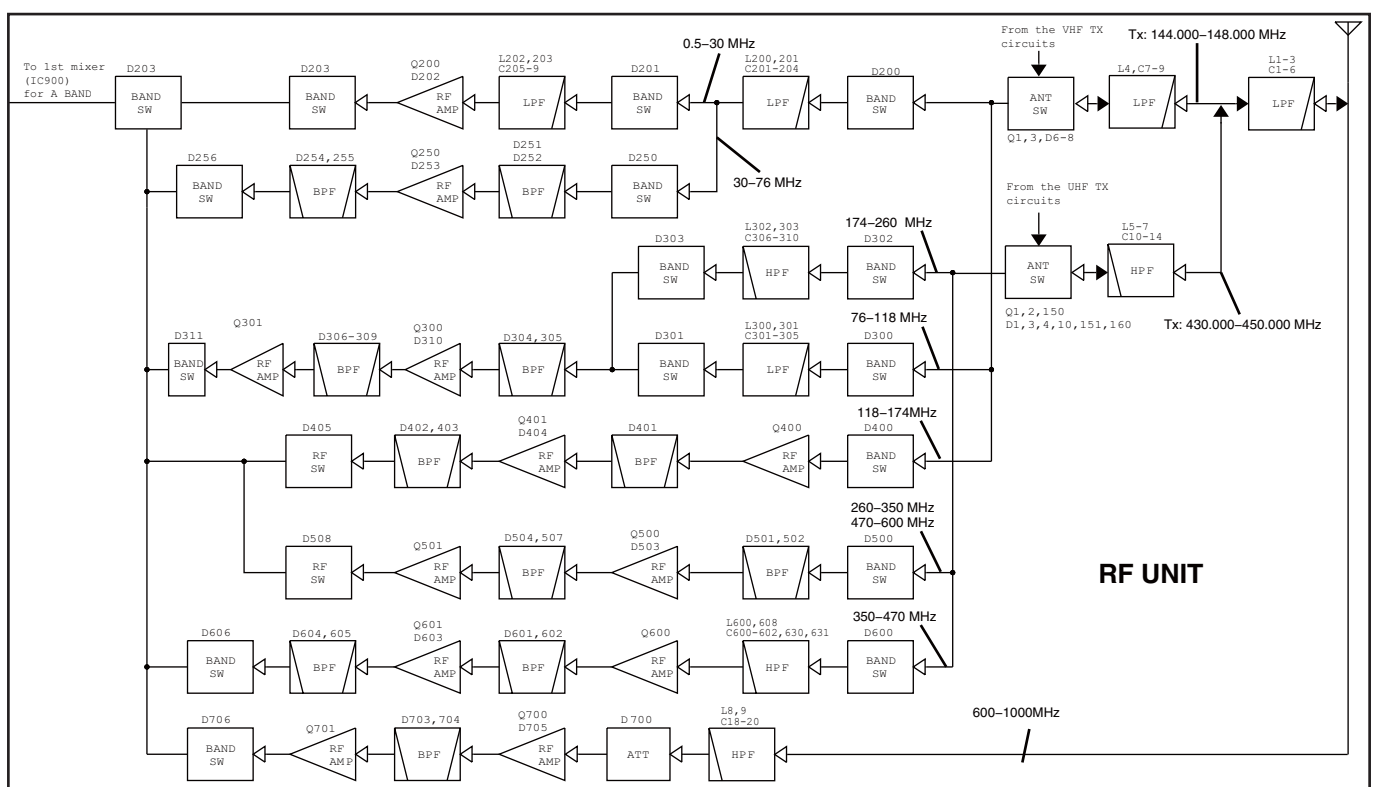 0.5–30 MHz
From the VHF TX
circuits
Tx: 144.000–148.000 MHz
To 1st mixer
(IC900)
for A BAND
D203
BAND
SW
D203
BAND
SW
Q200
D202
RF
AMP
L202,203
C205-9
LPF
D201
BAND
SW
L200,201
C201-204
LPF
D200
BAND
SW
ANT
SW
Q1,3,D6-8
L4,C7-9
LPF
L1-3
C1-6
LPF
D256
BAND
SW
D254,255
BPF
Q250
D253
RF
AMP
D251
D252
BPF
D250
BAND
SW
30–76 MHz
From the UHF TX
circuits
D303
BAND
SW
L302,303
C306-310
HPF
D302
BAND
SW
174–260 MHz
ANT
SW
Q1,2,150
D1,3,4,10,151,160
L5-7
C10-14
HPF
Tx: 430.000–450.000 MHz
D311
BAND
SW
Q301
RF
AMP
D306-309
BPF
Q300
D310
RF
AMP
D304,305
BPF
D301
BAND
SW
L300,301
C301-305
LPF
D300
BAND
SW
76–118 MHz
D405
RF
SW
D402,403
BPF
Q401
D404
RF
AMP
D401
BPF
Q400
RF
AMP
D400
BAND
SW
118–174MHz
D508
RF
SW
Q501
RF
AMP
D504,507
BPF
Q500
D503
RF
AMP
D501,502
BPF
D500
BAND
SW
260–350 MHz
470–600 MHz
RF UNIT
D606
BAND
SW
D604,605
BPF
Q601
D603
RF
AMP
D601,602
BPF
Q600
RF
AMP
L600,608
C600-602,630,631
HPF
D600
BAND
SW
350–470 MHz
D706
BAND
SW
Q701
RF
AMP
D703,704
BPF
Q700
D705
RF
AMP
D700
ATT
L8,9
C18-20
HPF
600–1000MHz